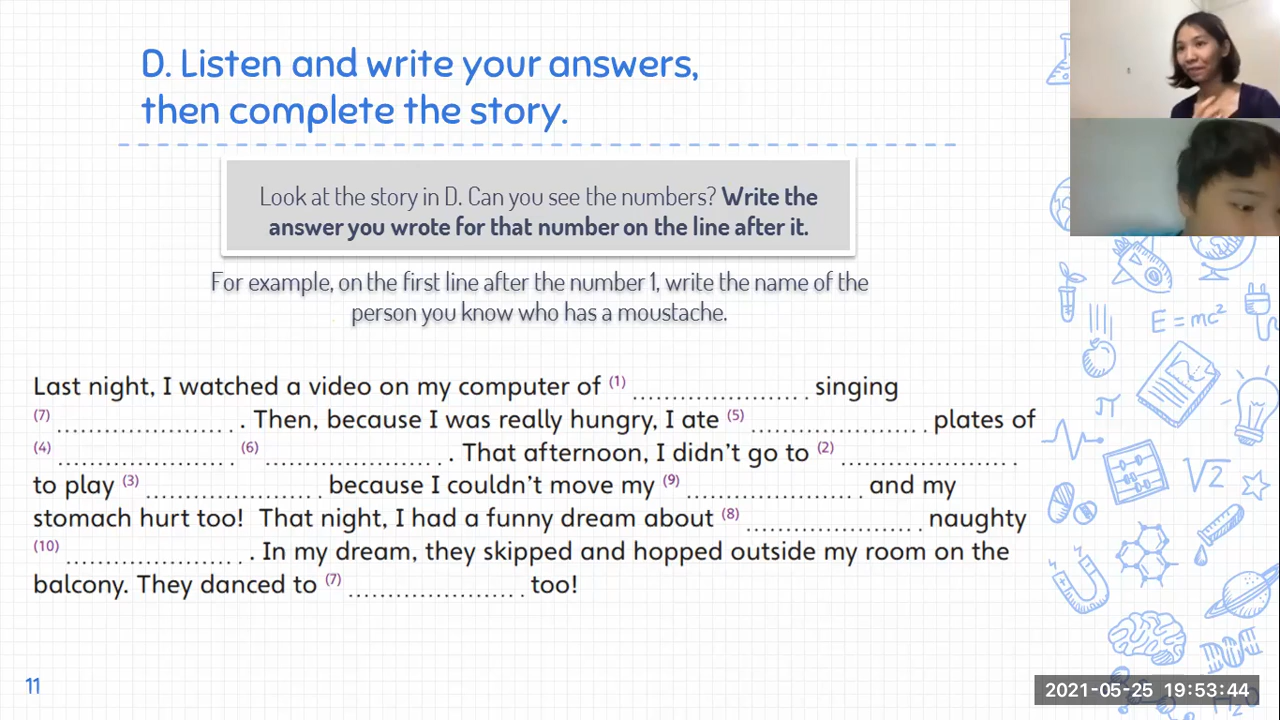 D. Listen and write your answers,
then complete the story.
Look at the story in D. Can you see the numbers? Write the
answer you wrote for that number on the line after it.
For example, on the first line after the number 1, write the name of the
person you know who has a moustache.
Last night, I watched a video on my computer of (1) ...................... singing
(7) ...................... . Then, because I was really hungry, I ate (5) ...................... plates of
(4) ...................... (6) ...................... . That afternoon, I didn't go to (2) ......................
to play (3) ...................... because I couldn't move my (9) ...................... and my
stomach hurt too! That night, I had a funny dream about (8) ...................... naughty
(10) ...................... . In my dream, they skipped and hopped outside my room on the
balcony. They danced to (7) ...................... too!
E = mc²
π
√2
11
2021-05-25 19:53:44